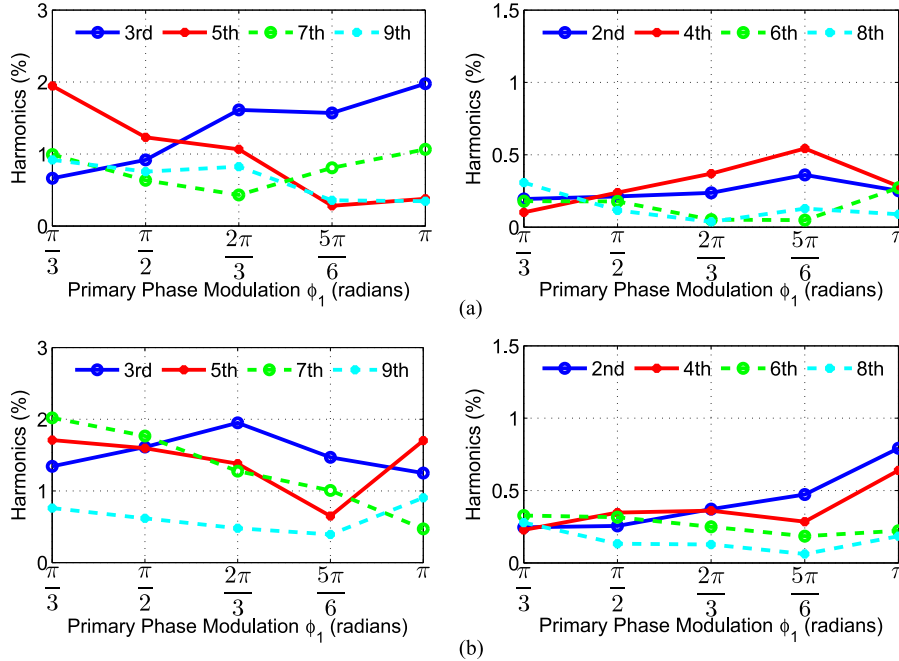 3
3rd 5th 7th 9th
2
1
0
Harmonics (%)
π/3 π/2 2π/3 5π/6 π
Primary Phase Modulation ϕ1 (radians)
1.5
2nd 4th 6th 8th
1
0.5
0
Harmonics (%)
π/3 π/2 2π/3 5π/6 π
Primary Phase Modulation ϕ1 (radians)
(a)
3
3rd 5th 7th 9th
2
1
0
Harmonics (%)
π/3 π/2 2π/3 5π/6 π
Primary Phase Modulation ϕ1 (radians)
1.5
2nd 4th 6th 8th
1
0.5
0
Harmonics (%)
π/3 π/2 2π/3 5π/6 π
Primary Phase Modulation ϕ1 (radians)
(b)